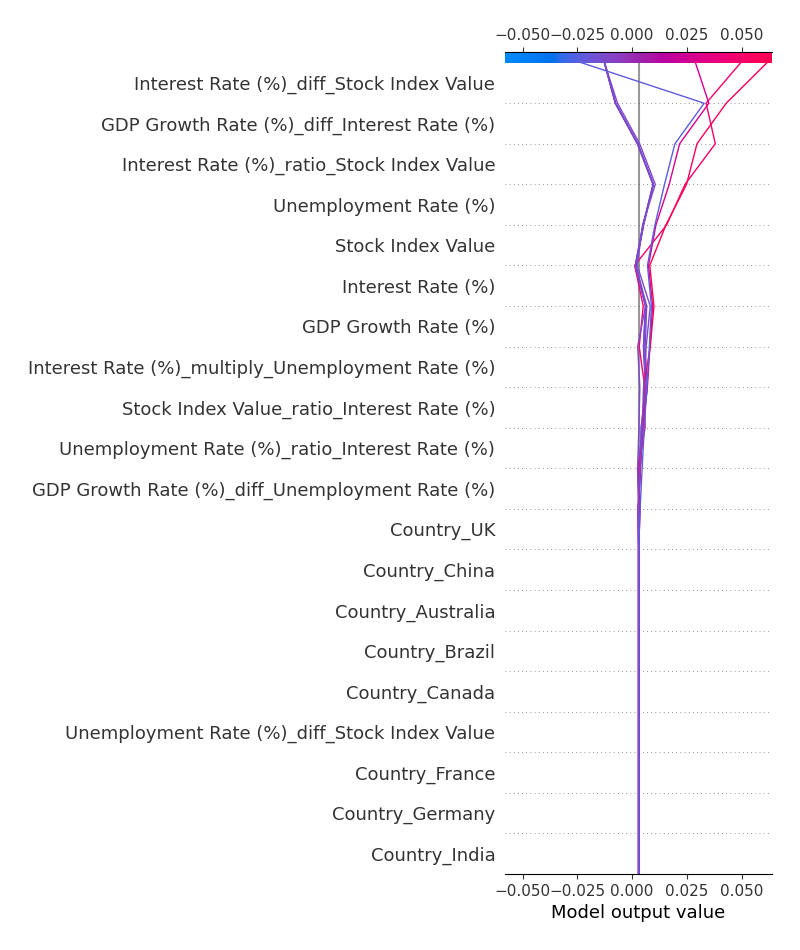 −0.050 −0.025 0.000 0.025 0.050
Interest Rate (%)_diff_Stock Index Value
GDP Growth Rate (%)_diff_Interest Rate (%)
Interest Rate (%)_ratio_Stock Index Value
Unemployment Rate (%)
Stock Index Value
Interest Rate (%)
GDP Growth Rate (%)
Interest Rate (%)_multiply_Unemployment Rate (%)
Stock Index Value_ratio_Interest Rate (%)
Unemployment Rate (%)_ratio_Interest Rate (%)
GDP Growth Rate (%)_diff_Unemployment Rate (%)
Country_UK
Country_China
Country_Australia
Country_Brazil
Country_Canada
Unemployment Rate (%)_diff_Stock Index Value
Country_France
Country_Germany
Country_India
−0.050 −0.025 0.000 0.025 0.050
Model output value